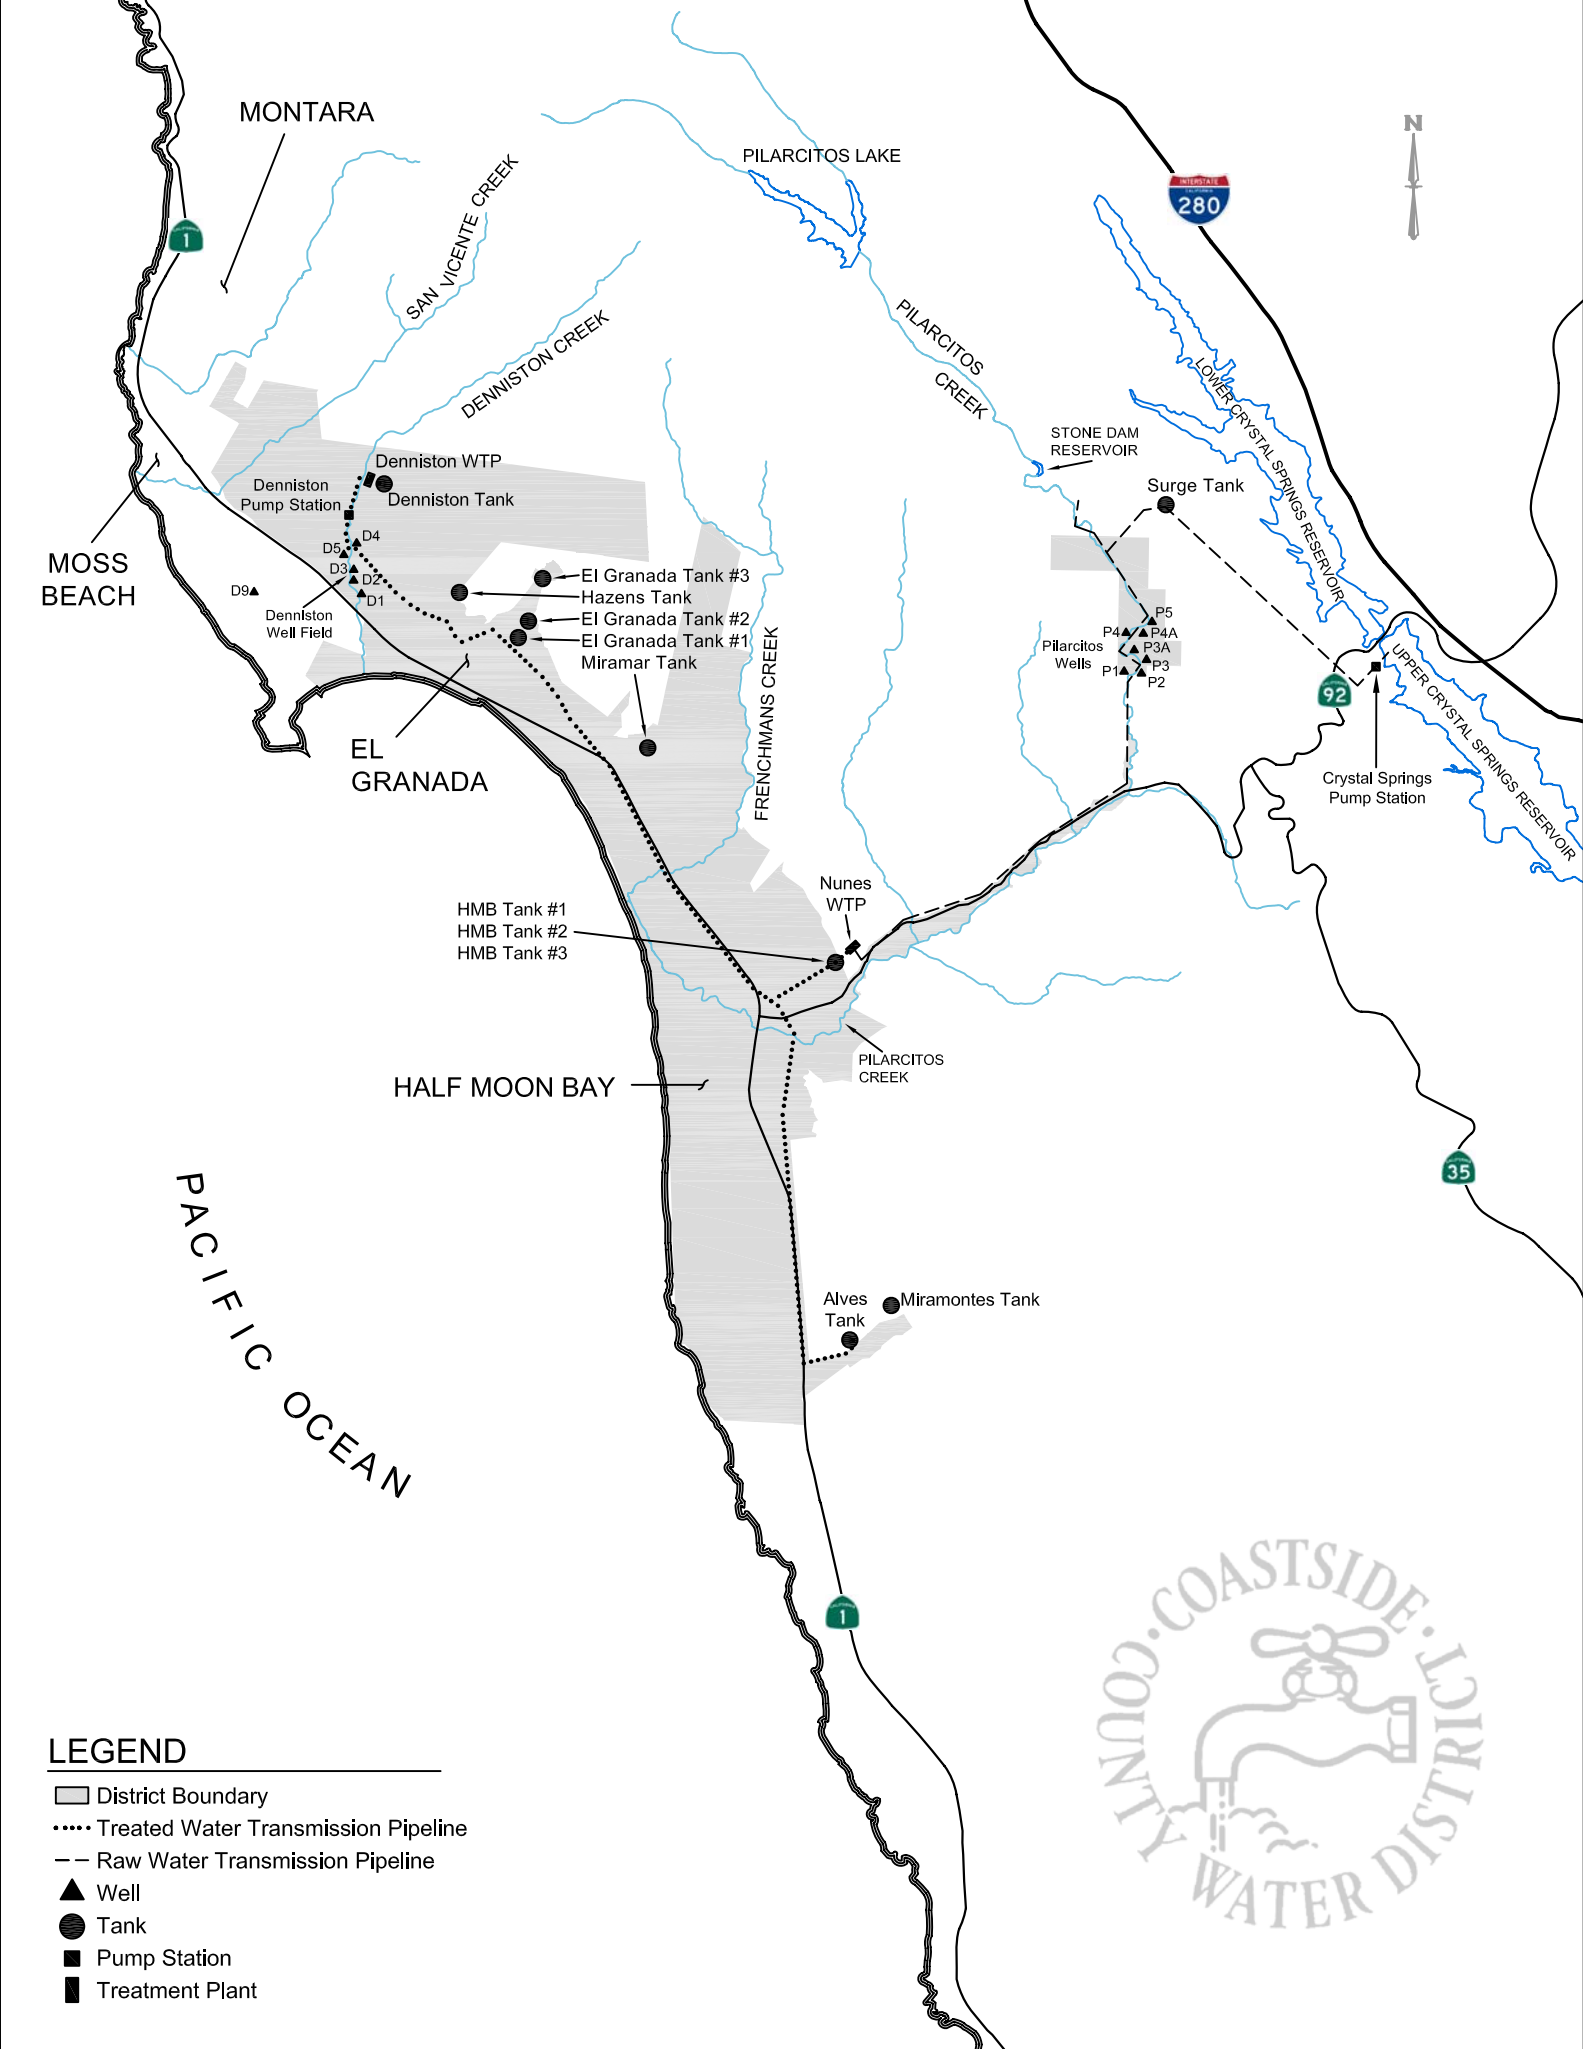 MONTARA
N
PILARCITOS LAKE
INTERSTATE
CALIFORNIA
280
SAN VICENTE CREEK
1
DENNISTON CREEK
PILARCITOS
CREEK
LOWER CRYSTAL SPRINGS RESERVOIR
STONE DAM
RESERVOIR
Denniston WTP
Surge Tank
Denniston
Pump Station
Denniston Tank
D4
D5
D3
D2
D1
D9
MOSS
BEACH
Denniston
Well Field
El Granada Tank #3
Hazens Tank
El Granada Tank #2
El Granada Tank #1
Miramar Tank
P5
P4
P4A
P3A
P3
P1
P2
Pilarcitos
Wells
CALIFORNIA
92
UPPER CRYSTAL SPRINGS RESERVOIR
Crystal Springs
Pump Station
EL
GRANADA
FRENCHMANS CREEK
Nunes
WTP
HMB Tank #1
HMB Tank #2
HMB Tank #3
PILARCITOS
CREEK
HALF MOON BAY
CALIFORNIA
35
PACIFIC OCEAN
Alves
Tank
Miramontes Tank
CALIFORNIA
1
COASTSIDE · COUNTY WATER DISTRICT ·
LEGEND
District Boundary
Treated Water Transmission Pipeline
Raw Water Transmission Pipeline
Well
Tank
Pump Station
Treatment Plant